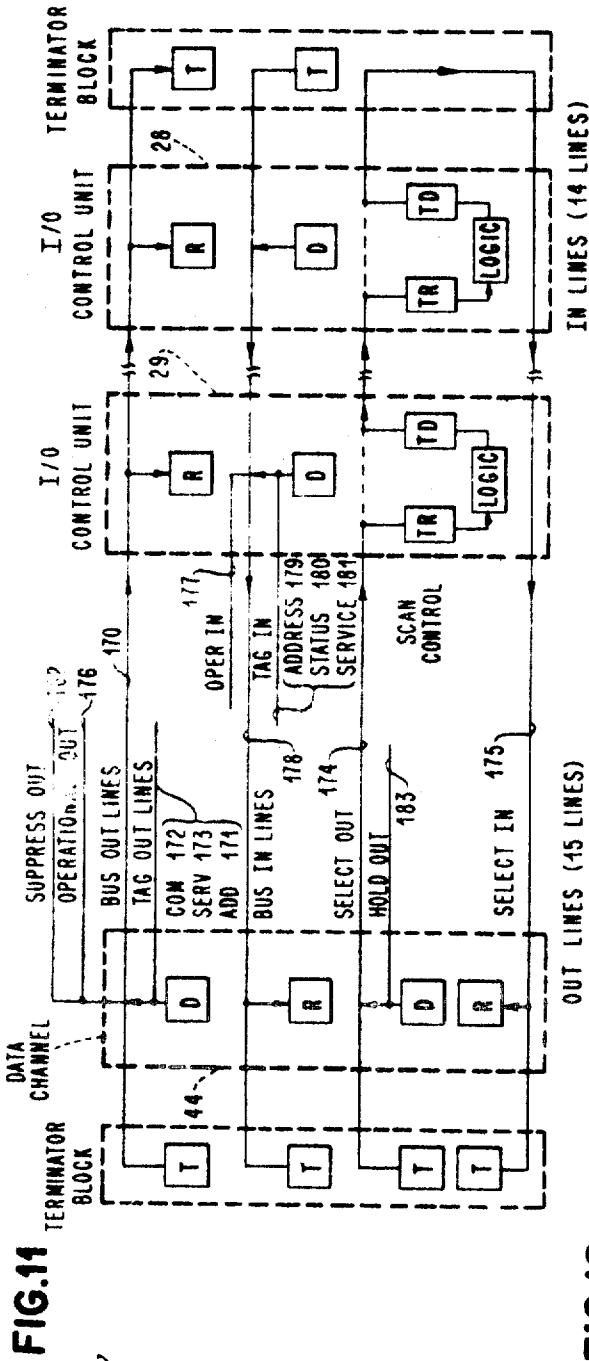 FIG.11
TERMINATOR
BLOCK
DATA
CHANNEL
44
T
T
T
T
D
R
D
R
SUPPRESS OUT
OUT
176
BUS OUT LINES
170
TAG OUT LINES
COM 172
SERV 173
ADD 171
BUS IN LINES
178
SELECT OUT
174
HOLD OUT
183
SELECT IN
175
OUT LINES (15 LINES)
OPER IN
177
TAG IN
ADDRESS 179
STATUS 180
SERVICE 181
SCAN
CONTROL
I/O
CONTROL UNIT
29
R
D
TR
TD
LOGIC
I/O
CONTROL UNIT
28
R
D
TR
TD
LOGIC
TERMINATOR
BLOCK
T
T
IN LINES (14 LINES)